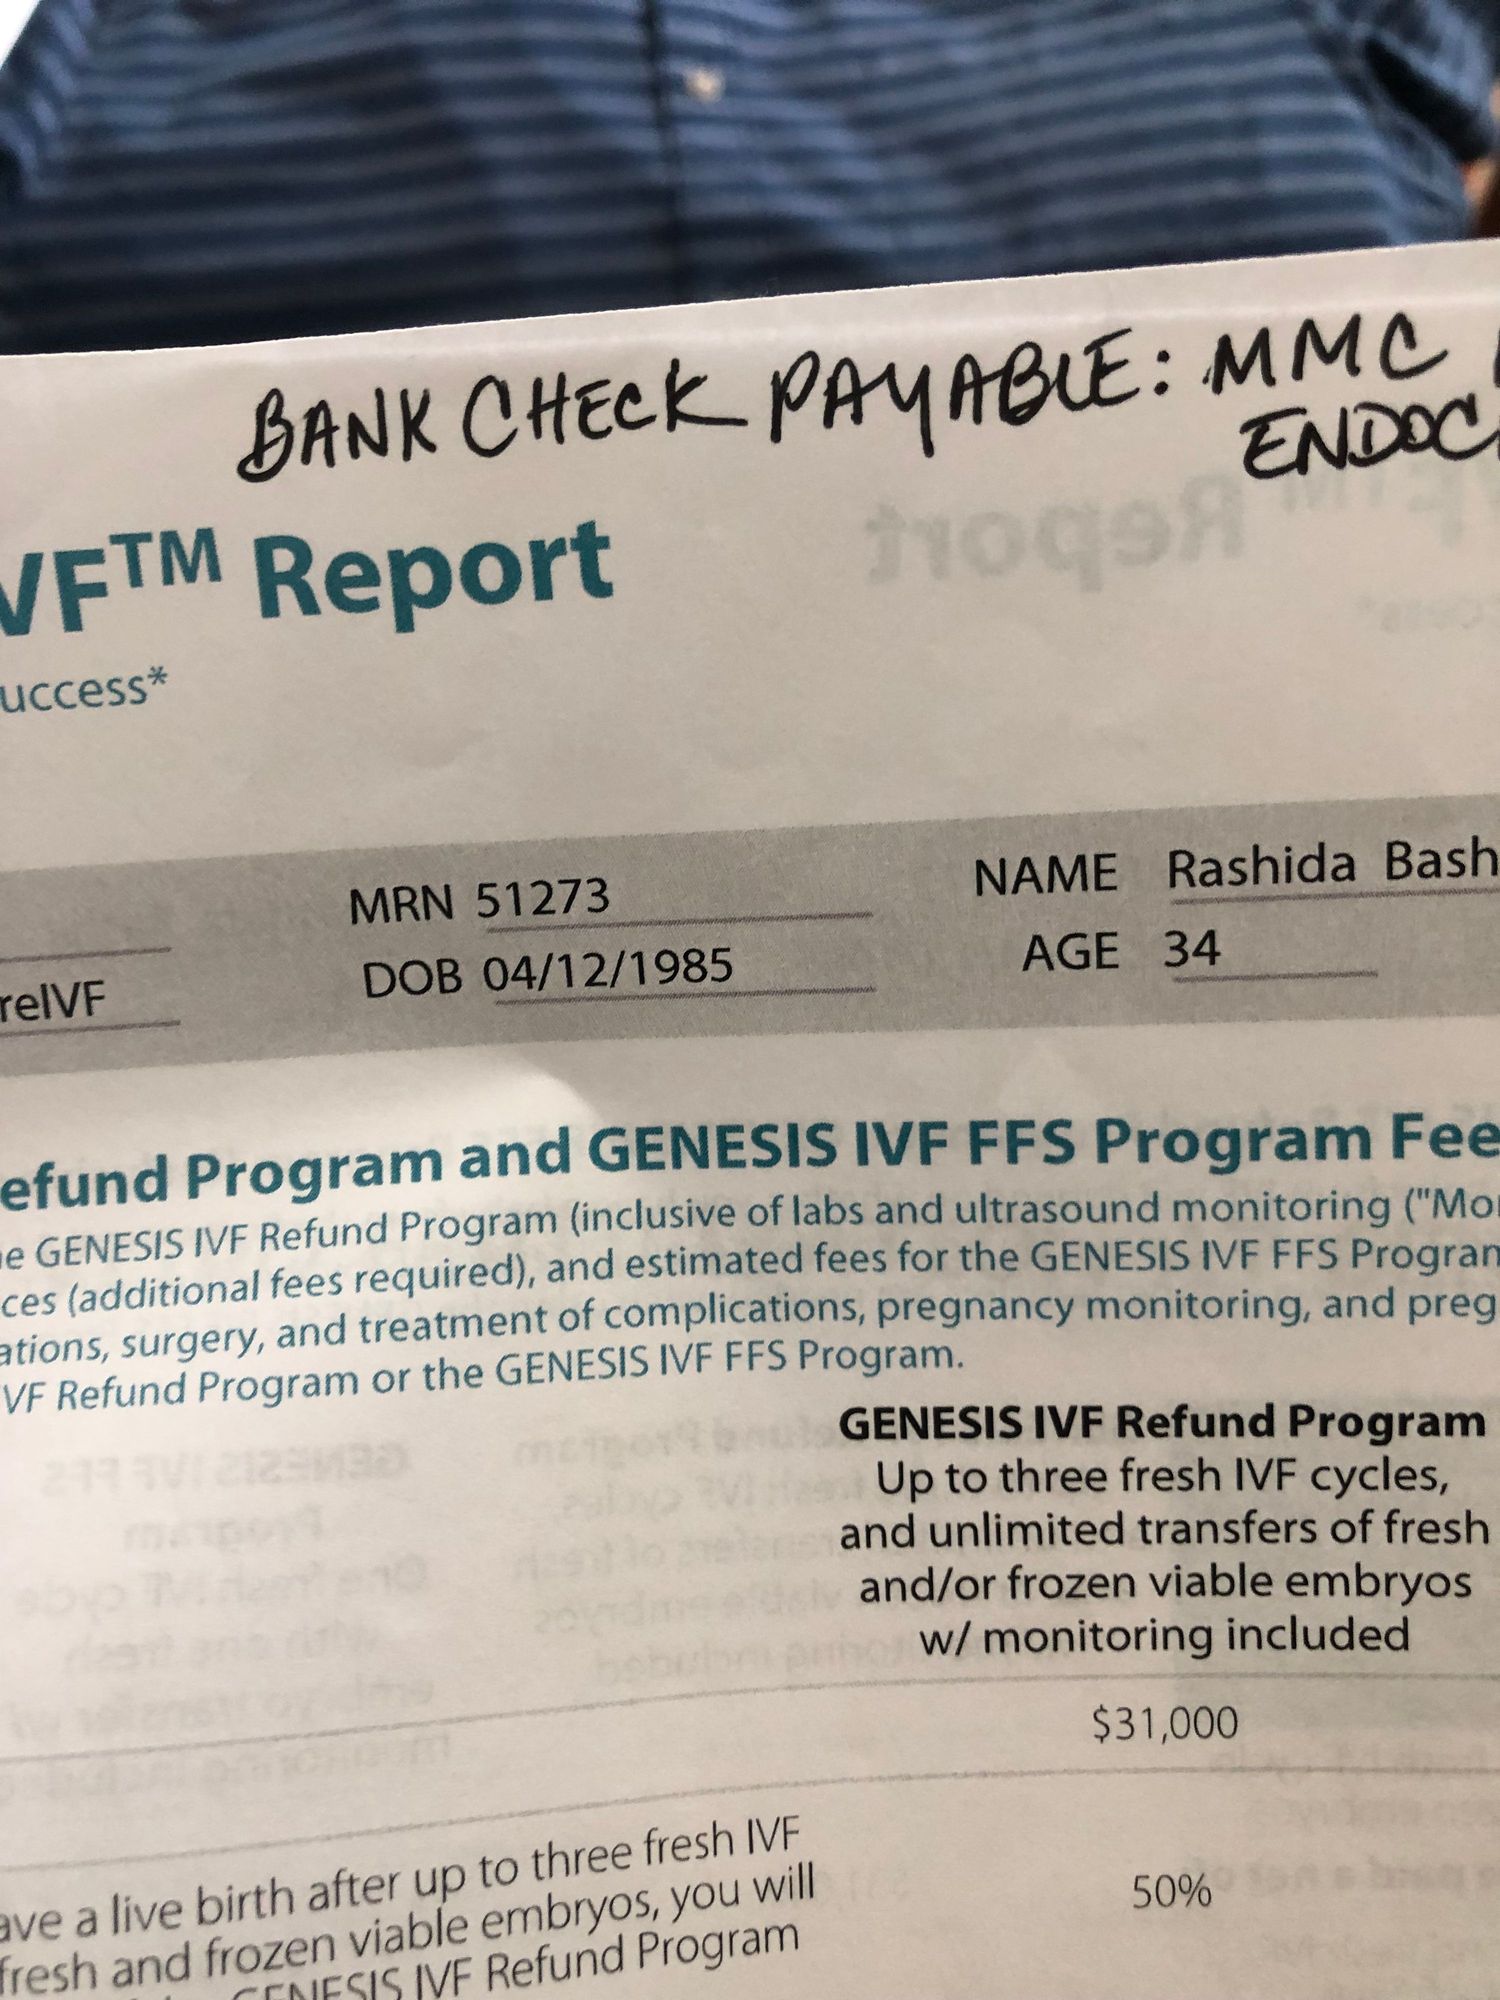 BANK CHECK PAYABLE: MMC
ENDOC
VF™ Report
uccess*
MRN 51273 NAME Rashida Bash
reIVF DOB 04/12/1985 AGE 34
efund Program and GENESIS IVF FFS Program Fee
e GENESIS IVF Refund Program (inclusive of labs and ultrasound monitoring ("Mo
ces (additional fees required), and estimated fees for the GENESIS IVF FFS Program
ations, surgery, and treatment of complications, pregnancy monitoring, and preg
VF Refund Program or the GENESIS IVF FFS Program.
GENESIS IVF Refund Program
Up to three fresh IVF cycles,
and unlimited transfers of fresh
and/or frozen viable embryos
w/ monitoring included
$31,000
ave a live birth after up to three fresh IVF
fresh and frozen viable embryos, you will 50%
GENESIS IVF Refund Program